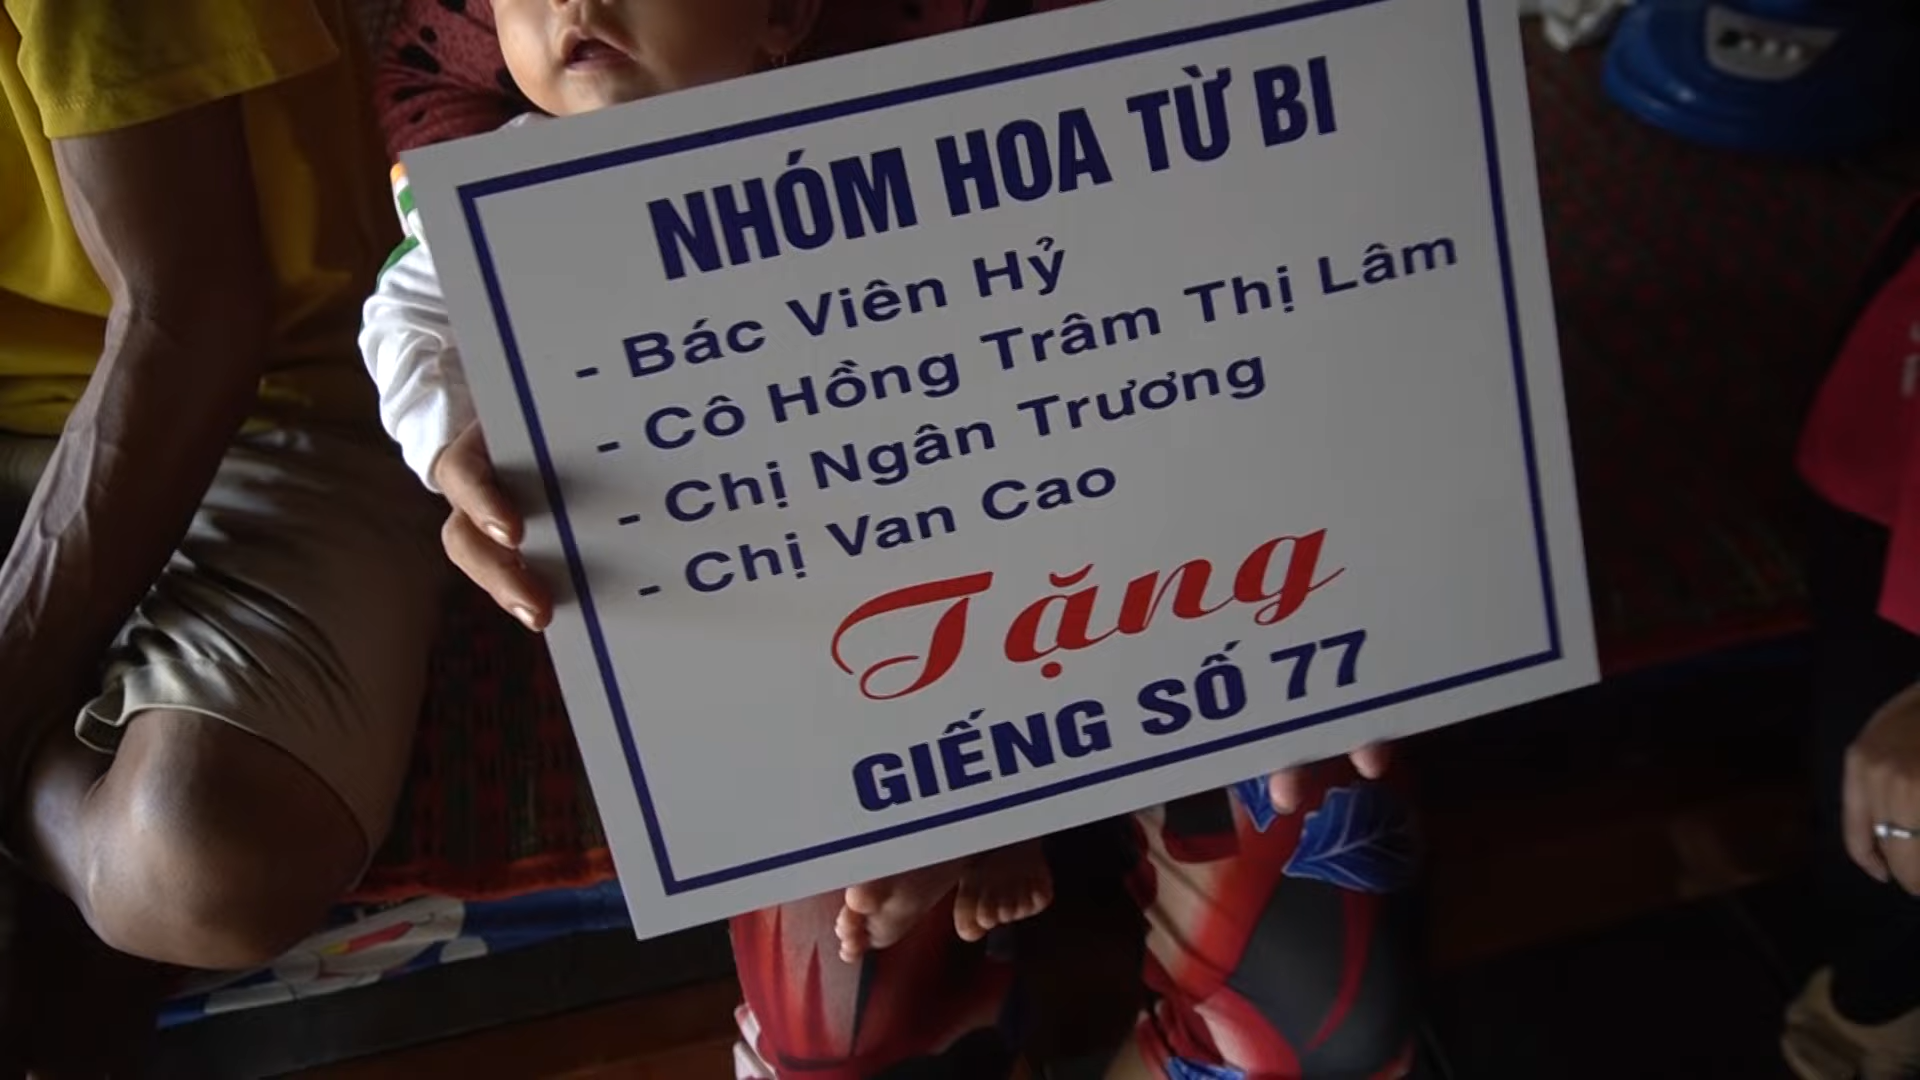 NHÓM HOA TỪ BI
- Bác Viên Hỷ
- Cô Hồng Trâm Thị Lâm
- Chị Ngân Trương
- Chị Van Cao
Tặng
GIẾNG SỐ 77